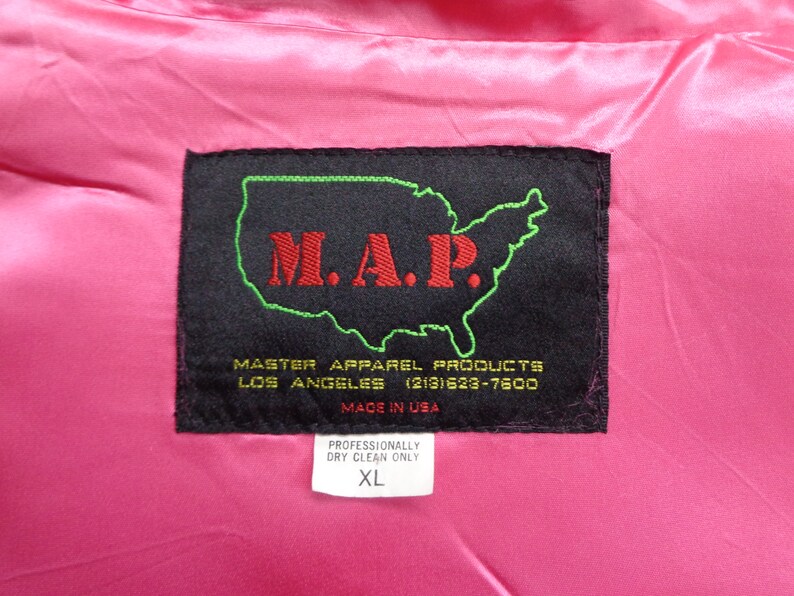 M.A.P.
MASTER APPAREL PRODUCTS
LOS ANGELES (213)623-7600
MADE IN USA
PROFESSIONALLY
DRY CLEAN ONLY
XL